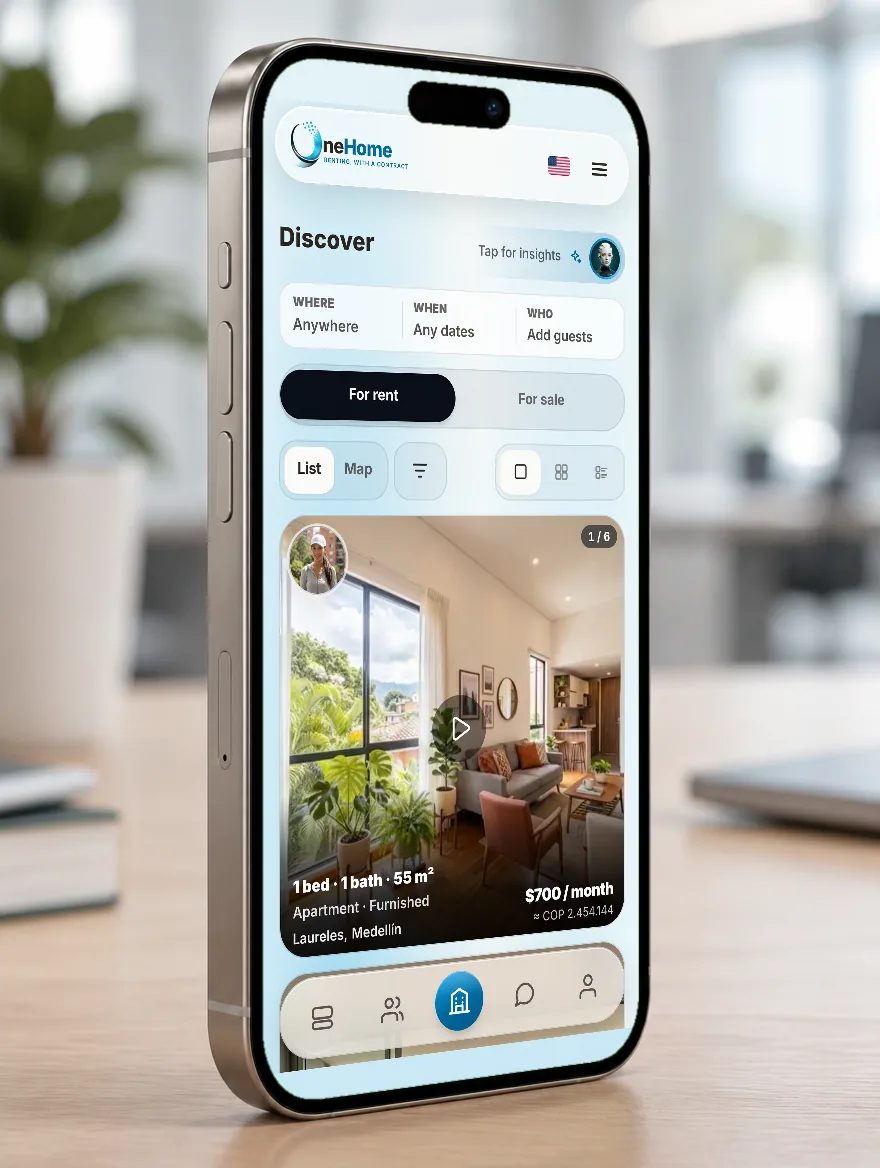 neHome
RENTING, WITH A CONTRACT
Discover
Tap for insights
WHERE
Anywhere
WHEN
Any dates
WHO
Add guests
For rent
For sale
List
Map
1 / 6
1 bed · 1 bath · 55 m²
Apartment · Furnished
Laureles, Medellín
$700 / month
≈ COP 2.454.144